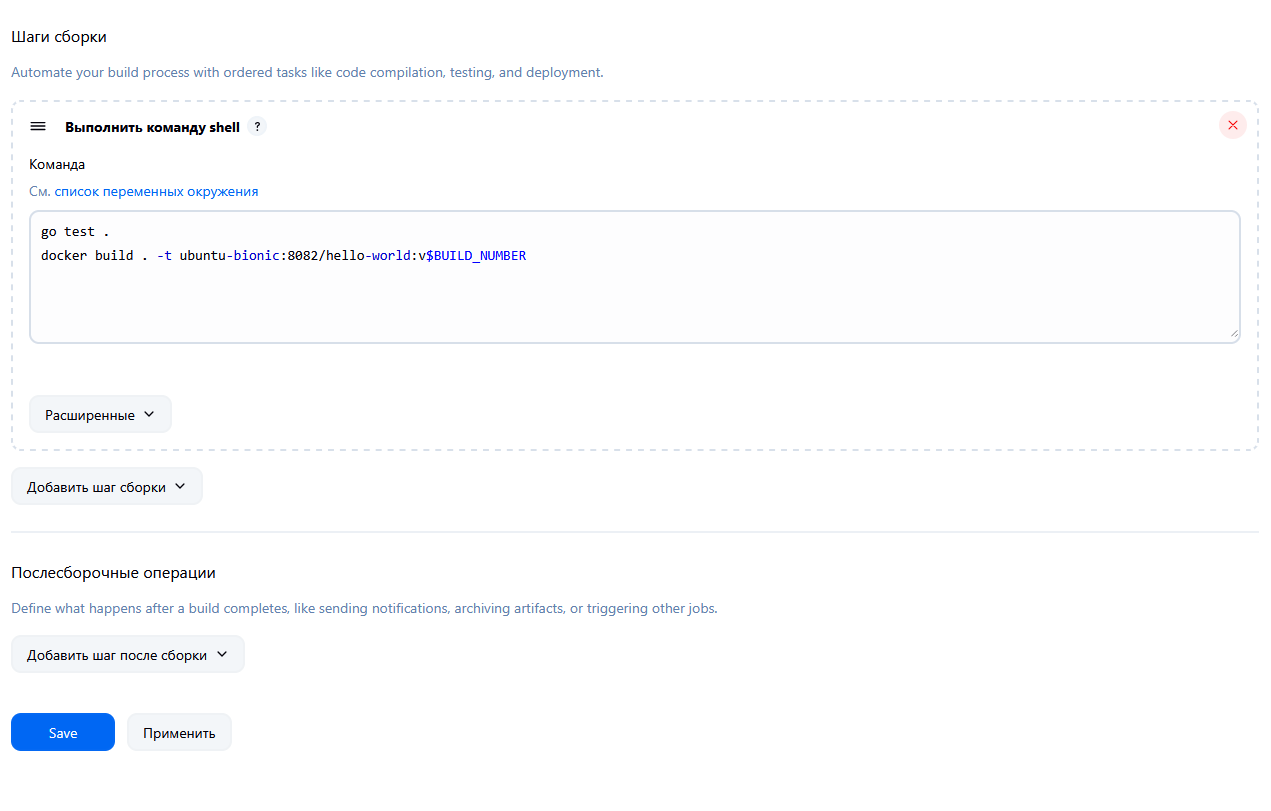 Шаги сборки
Automate your build process with ordered tasks like code compilation, testing, and deployment.
Выполнить команду shell ?
Команда
См. список переменных окружения
go test .
docker build . -t ubuntu-bionic:8082/hello-world:v$BUILD_NUMBER
Расширенные
Добавить шаг сборки
Послесборочные операции
Define what happens after a build completes, like sending notifications, archiving artifacts, or triggering other jobs.
Добавить шаг после сборки
Save Применить